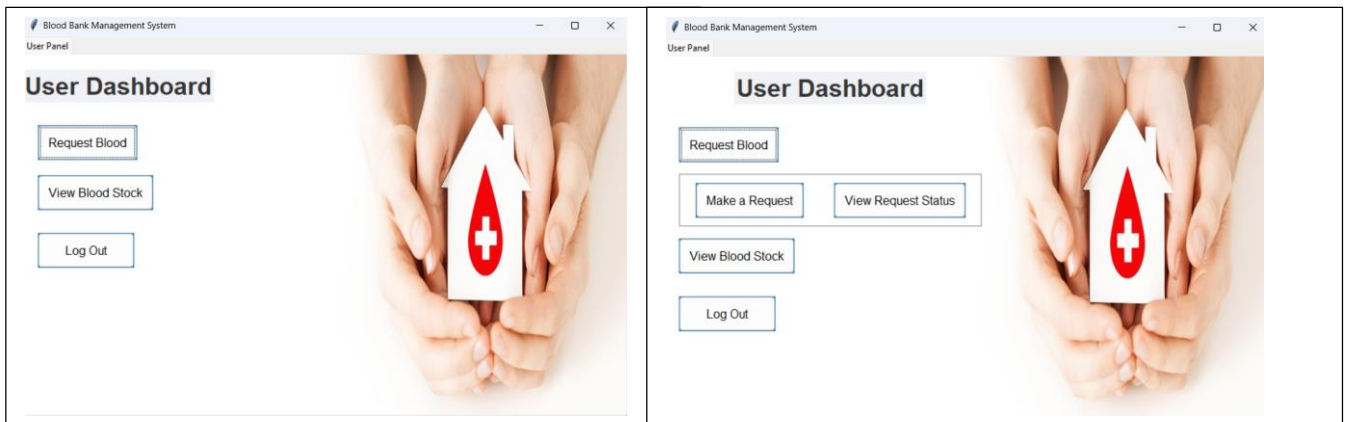 Blood Bank Management System
User Panel
User Dashboard
Request Blood
View Blood Stock
Log Out
Blood Bank Management System
User Panel
User Dashboard
Request Blood
Make a Request View Request Status
View Blood Stock
Log Out